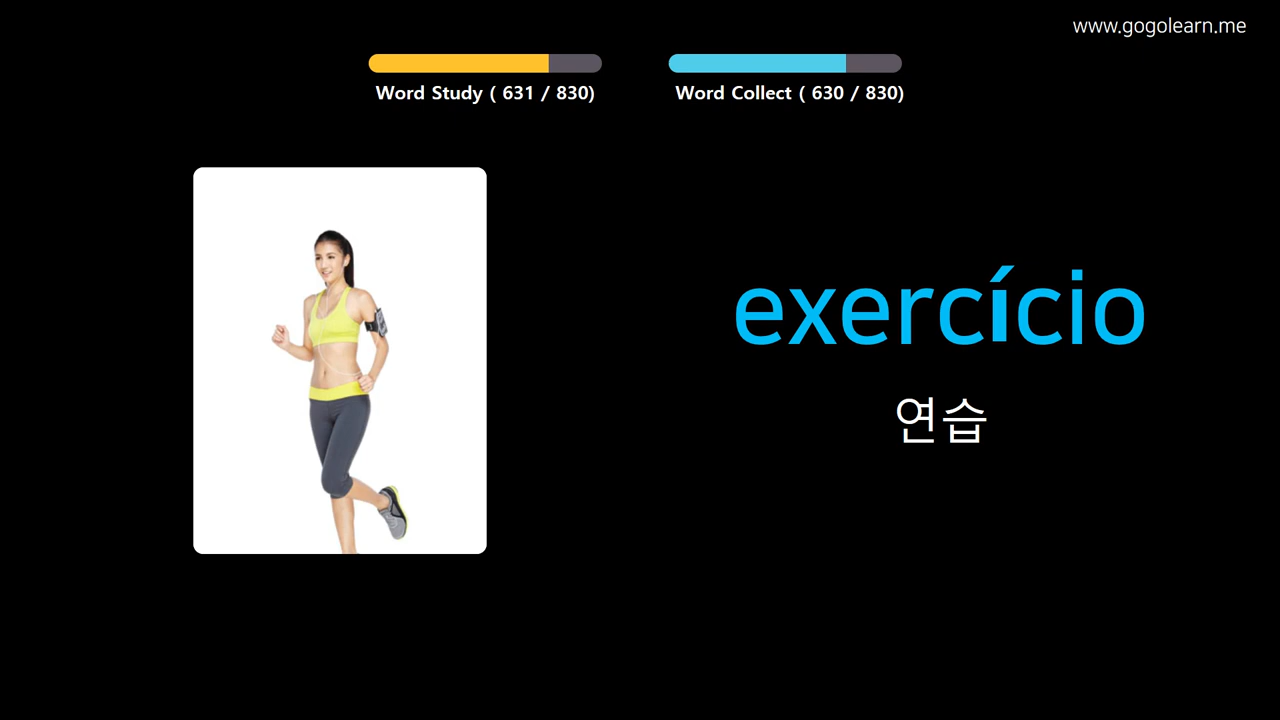 www.gogolearn.me
Word Study ( 631 / 830)
Word Collect ( 630 / 830)
exercício
연습